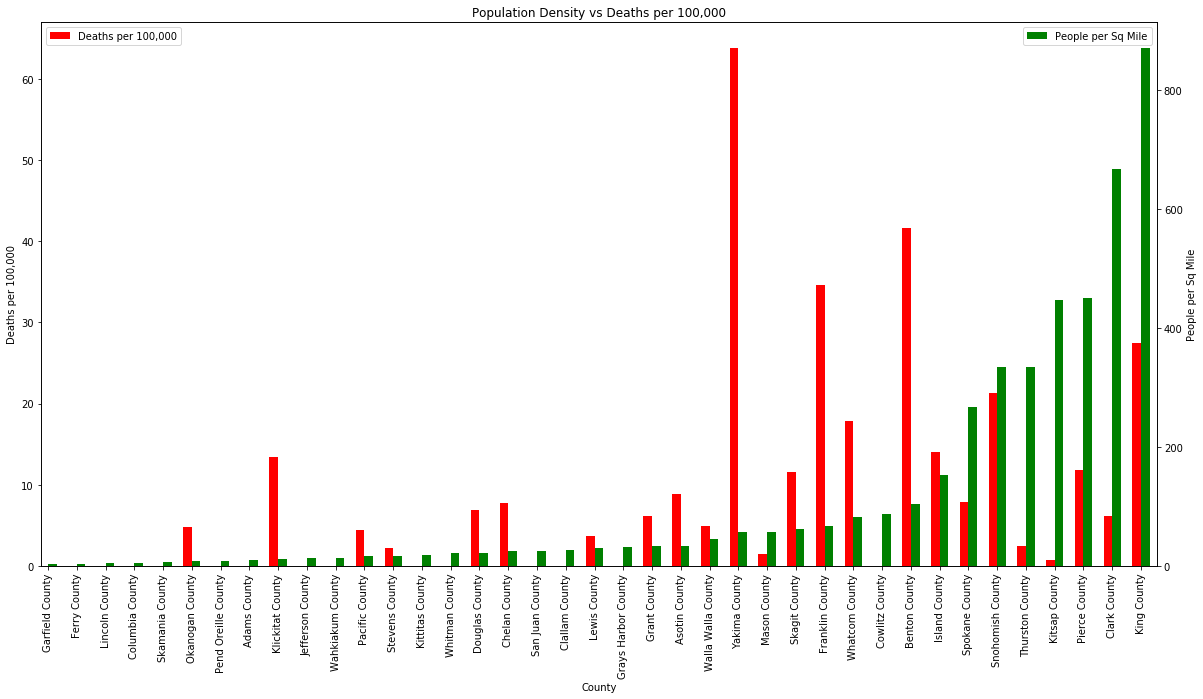 Population Density vs Deaths per 100,000
Deaths per 100,000
People per Sq Mile
60
50
40
30
20
10
0
Deaths per 100,000
800
600
400
200
0
People per Sq Mile
Garfield County
Ferry County
Lincoln County
Columbia County
Skamania County
Okanogan County
Pend Oreille County
Adams County
Klickitat County
Jefferson County
Wahkiakum County
Pacific County
Stevens County
Kittitas County
Whitman County
Douglas County
Chelan County
San Juan County
Clallam County
Lewis County
Grays Harbor County
Grant County
Asotin County
Walla Walla County
Yakima County
Mason County
Skagit County
Franklin County
Whatcom County
Cowlitz County
Benton County
Island County
Spokane County
Snohomish County
Thurston County
Kitsap County
Pierce County
Clark County
King County
County